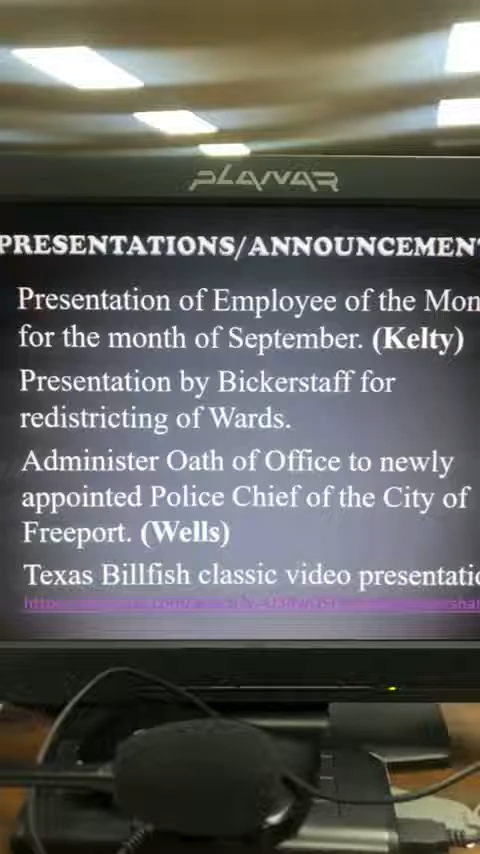 PLANAR
PRESENTATIONS/ANNOUNCEMEN
Presentation of Employee of the Mon
for the month of September. (Kelty)
Presentation by Bickerstaff for
redistricting of Wards.
Administer Oath of Office to newly
appointed Police Chief of the City of
Freeport. (Wells)
Texas Billfish classic video presentatio